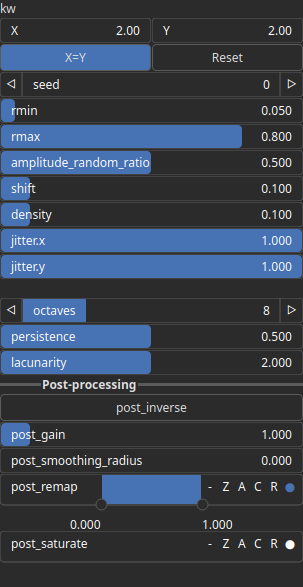 kw
X 2.00 Y 2.00
X=Y Reset
seed 0
rmin 0.050
rmax 0.800
amplitude_random_ratio 0.500
shift 0.100
density 0.100
jitter.x 1.000
jitter.y 1.000
octaves 8
persistence 0.500
lacunarity 2.000
Post-processing
post_inverse
post_gain 1.000
post_smoothing_radius 0.000
post_remap - Z A C R
0.000 1.000
post_saturate - Z A C R